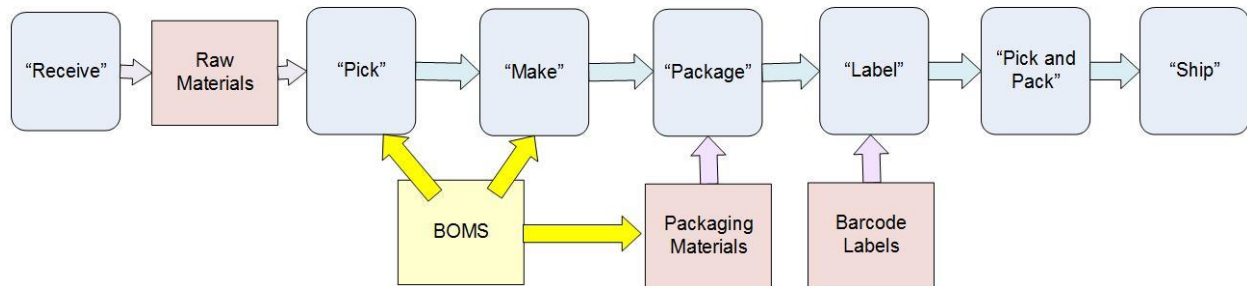 “Receive”
Raw
Materials
“Pick”
“Make”
“Package”
“Label”
“Pick and
Pack”
“Ship”
BOMS
Packaging
Materials
Barcode
Labels